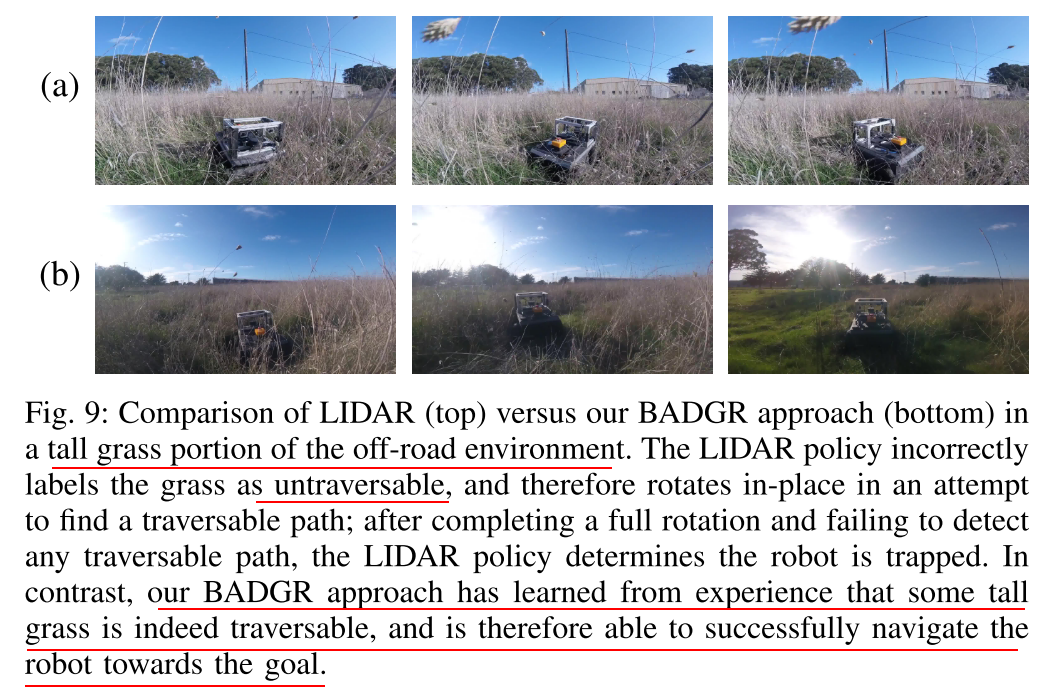 (a)
(b)
Fig. 9: Comparison of LIDAR (top) versus our BADGR approach (bottom) in
a tall grass portion of the off-road environment. The LIDAR policy incorrectly
labels the grass as untraversable, and therefore rotates in-place in an attempt
to find a traversable path; after completing a full rotation and failing to detect
any traversable path, the LIDAR policy determines the robot is trapped. In
contrast, our BADGR approach has learned from experience that some tall
grass is indeed traversable, and is therefore able to successfully navigate the
robot towards the goal.